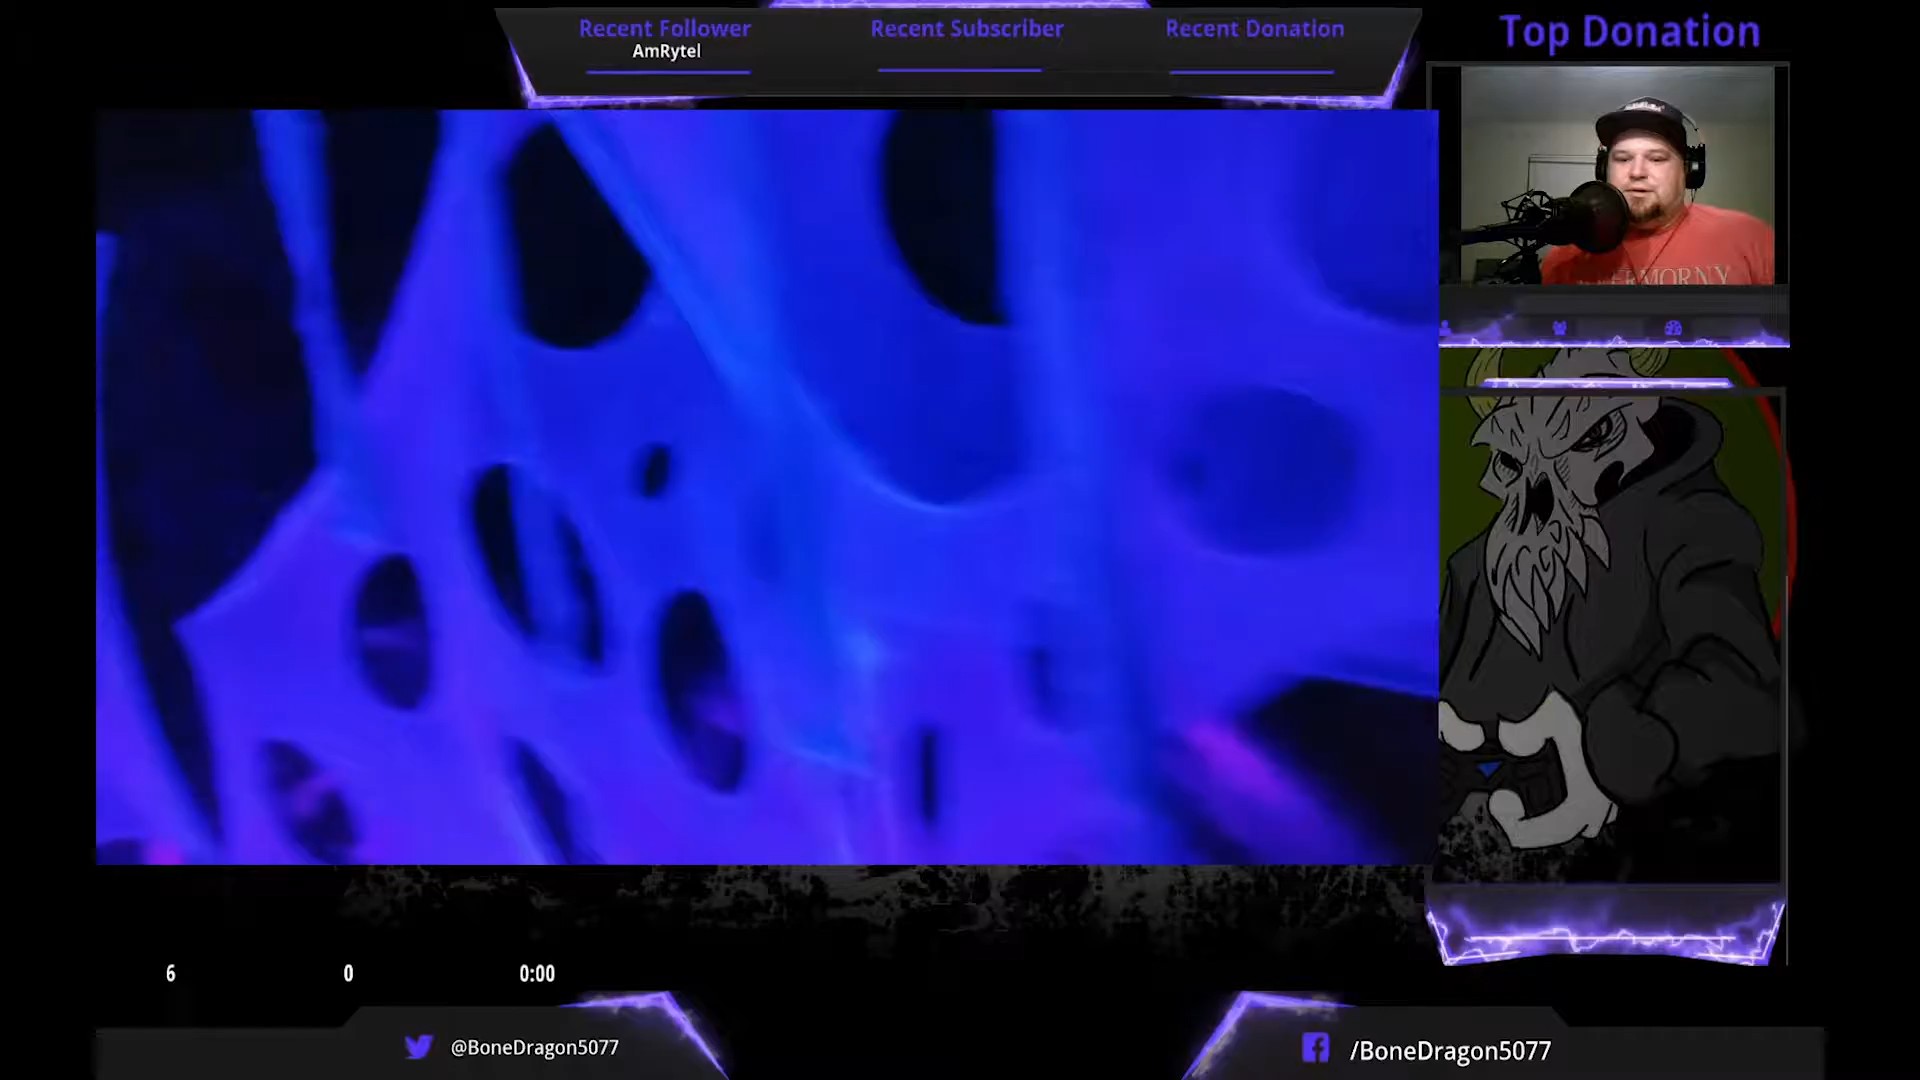 Recent Follower
AmRytel
Recent Subscriber
Recent Donation
Top Donation
6
0
0:00
@BoneDragon5077
/BoneDragon5077